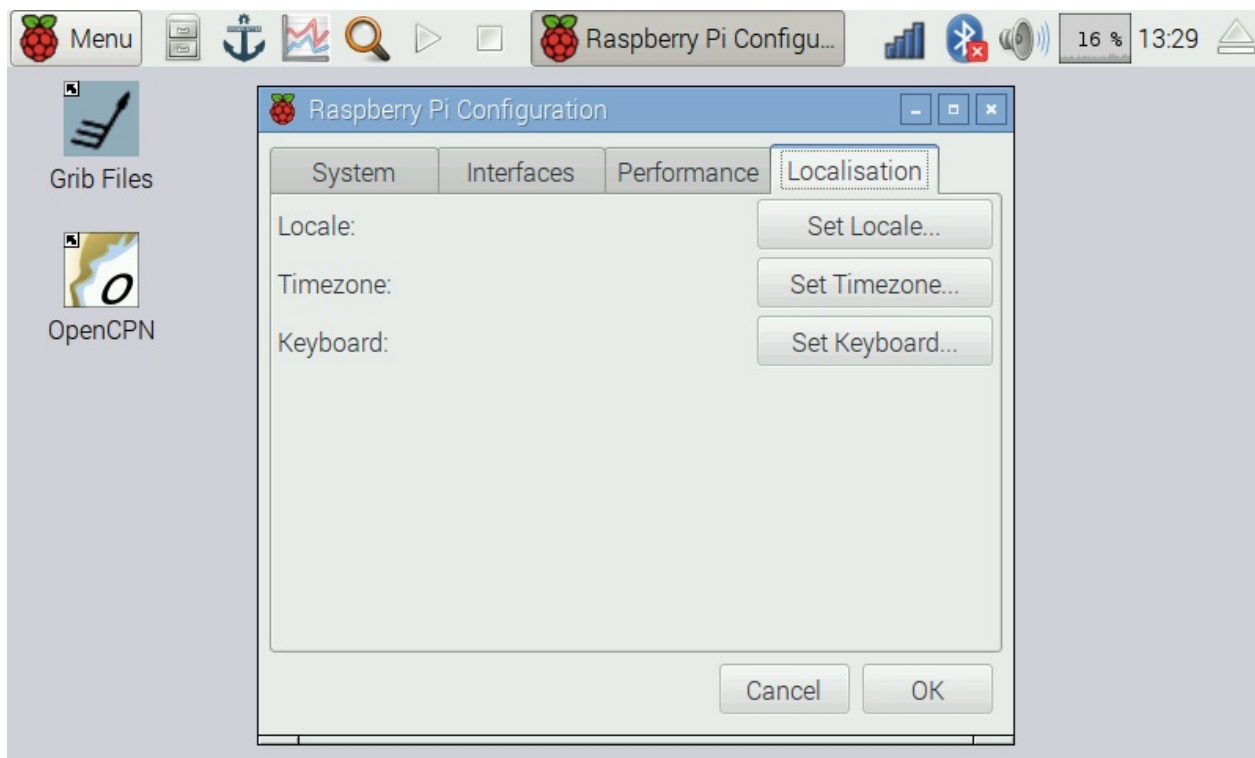 Menu
Raspberry Pi Configu...
16 %
13:29
Grib Files
OpenCPN
Raspberry Pi Configuration
System
Interfaces
Performance
Localisation
Locale:
Set Locale...
Timezone:
Set Timezone...
Keyboard:
Set Keyboard...
Cancel
OK